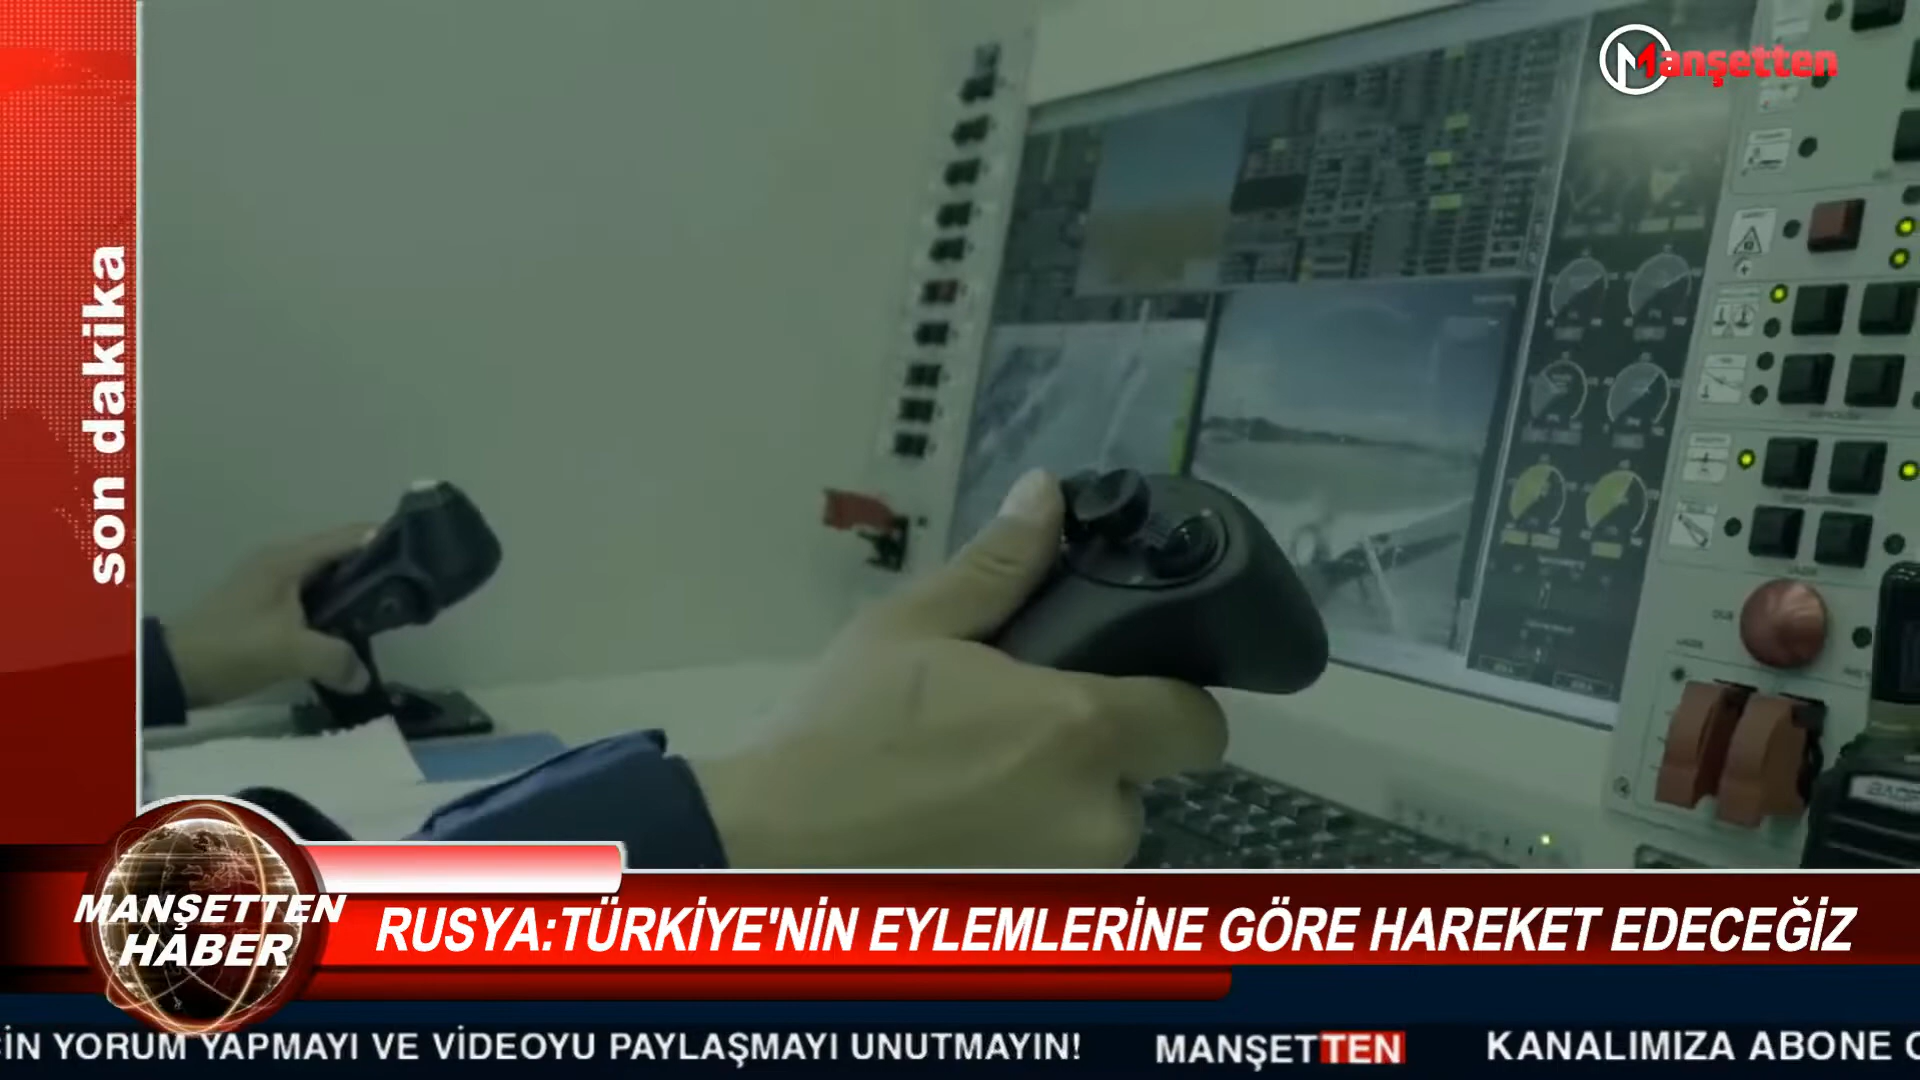 Manşetten
son dakika
MANŞETTEN
HABER
RUSYA:TÜRKİYE'NİN EYLEMLERİNE GÖRE HAREKET EDECEĞİZ
İN YORUM YAPMAYI VE VİDEOYU PAYLAŞMAYI UNUTMAYIN! MANŞETTEN KANALIMIZA ABONE